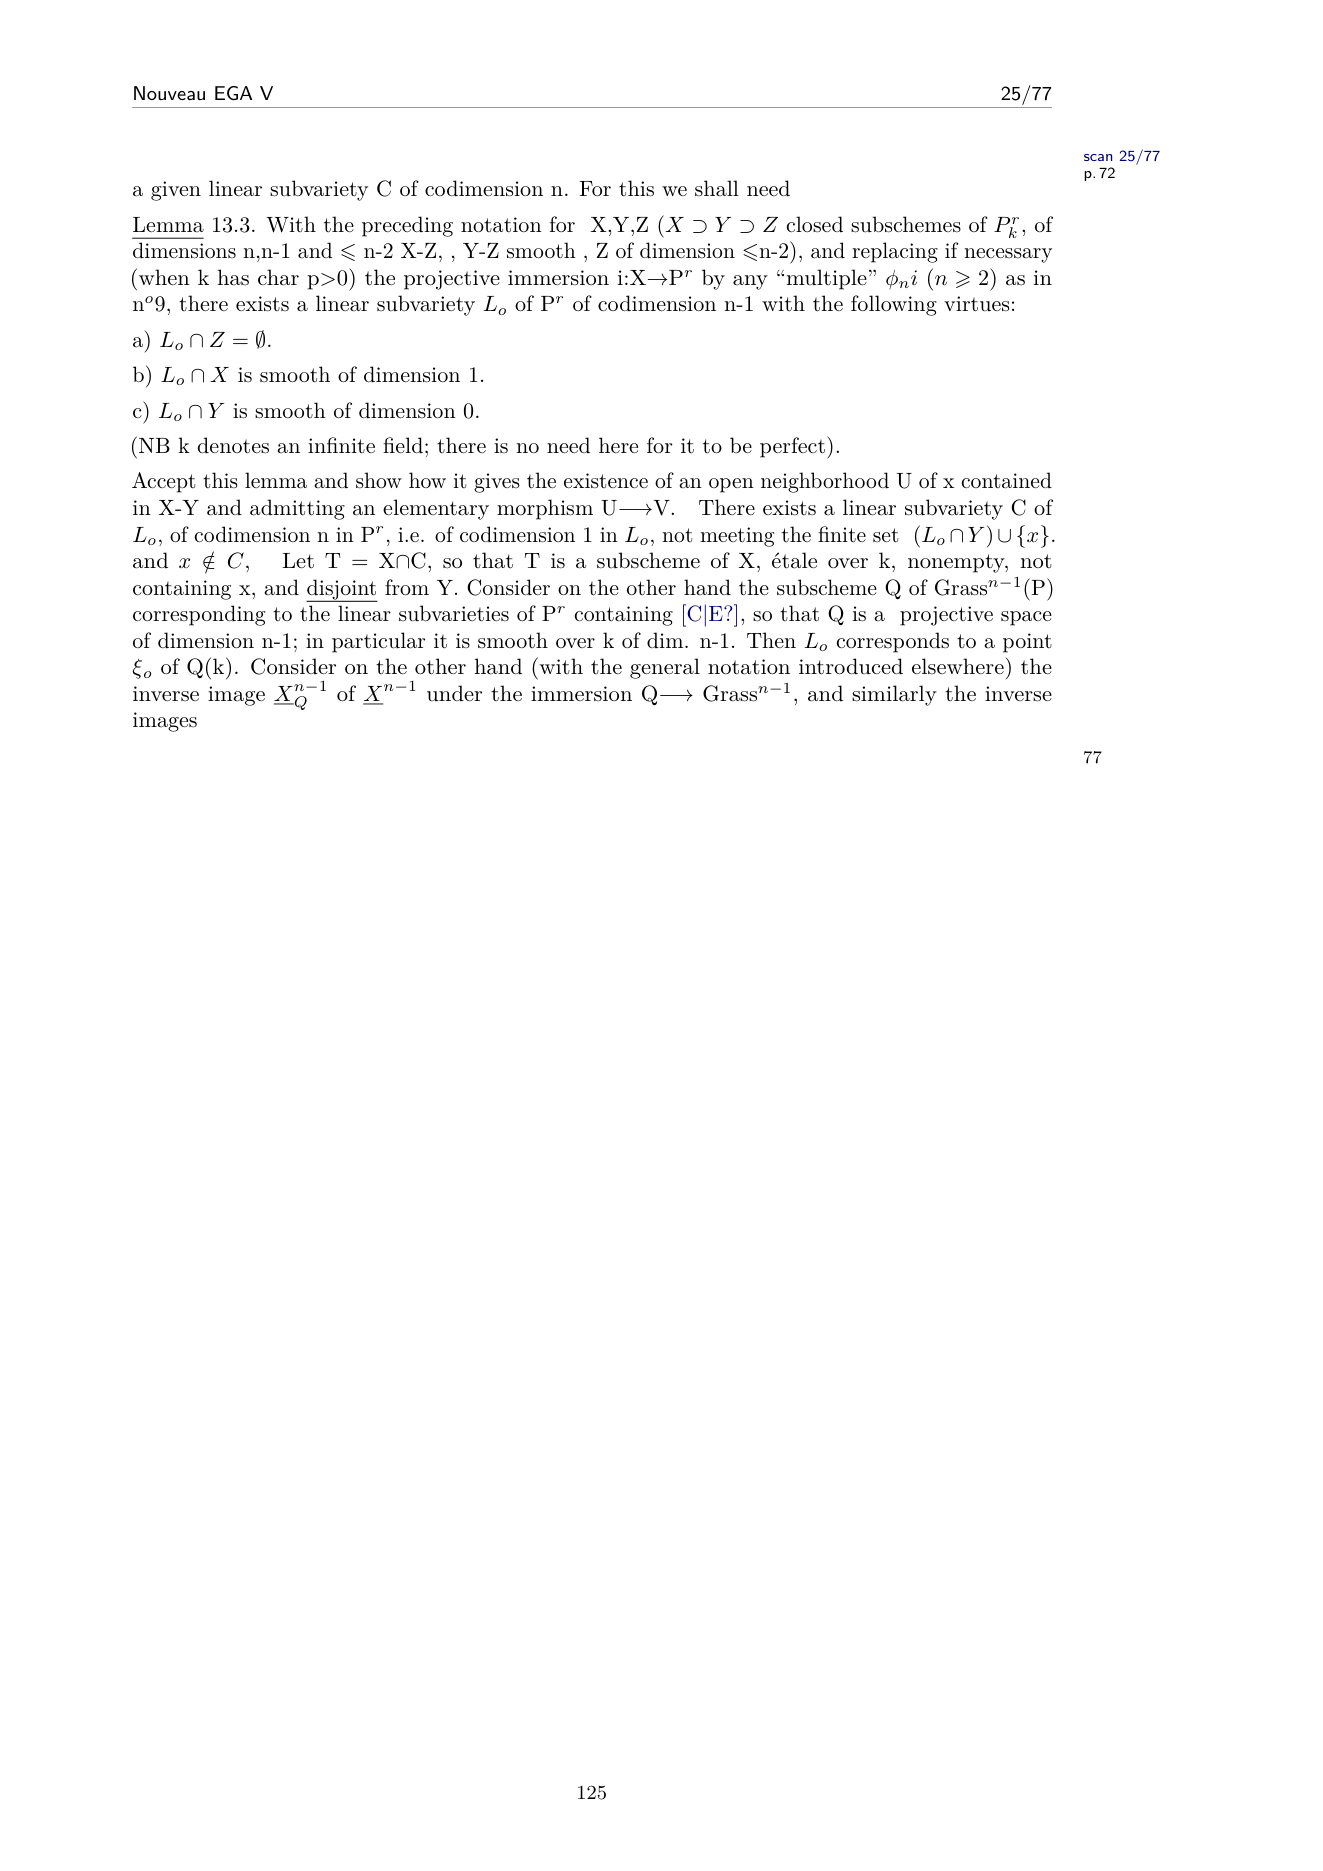 Nouveau EGA V 25/77
scan 25/77
p. 72
a given linear subvariety C of codimension n. For this we shall need
Lemma 13.3. With the preceding notation for X,Y,Z (X ⊃ Y ⊃ Z closed subschemes of P^r_k, of
dimensions n,n-1 and ⩽ n-2 X-Z, , Y-Z smooth , Z of dimension ⩽n-2), and replacing if necessary
(when k has char p>0) the projective immersion i:X→P^r by any “multiple” ϕ_n i (n ⩾ 2) as in
n^o9, there exists a linear subvariety L_o of P^r of codimension n-1 with the following virtues:
a) L_o ∩ Z = ∅.
b) L_o ∩ X is smooth of dimension 1.
c) L_o ∩ Y is smooth of dimension 0.
(NB k denotes an infinite field; there is no need here for it to be perfect).
Accept this lemma and show how it gives the existence of an open neighborhood U of x contained
in X-Y and admitting an elementary morphism U⟶V. There exists a linear subvariety C of
L_o, of codimension n in P^r, i.e. of codimension 1 in L_o, not meeting the finite set (L_o ∩ Y) ∪ {x}.
and x ∉ C, Let T = X∩C, so that T is a subscheme of X, étale over k, nonempty, not
containing x, and disjoint from Y. Consider on the other hand the subscheme Q of Grass^{n−1}(P)
corresponding to the linear subvarieties of P^r containing [C|E?], so that Q is a projective space
of dimension n-1; in particular it is smooth over k of dim. n-1. Then L_o corresponds to a point
ξ_o of Q(k). Consider on the other hand (with the general notation introduced elsewhere) the
inverse image X^{n−1}_Q of X^{n−1} under the immersion Q⟶ Grass^{n−1}, and similarly the inverse
images
77
125